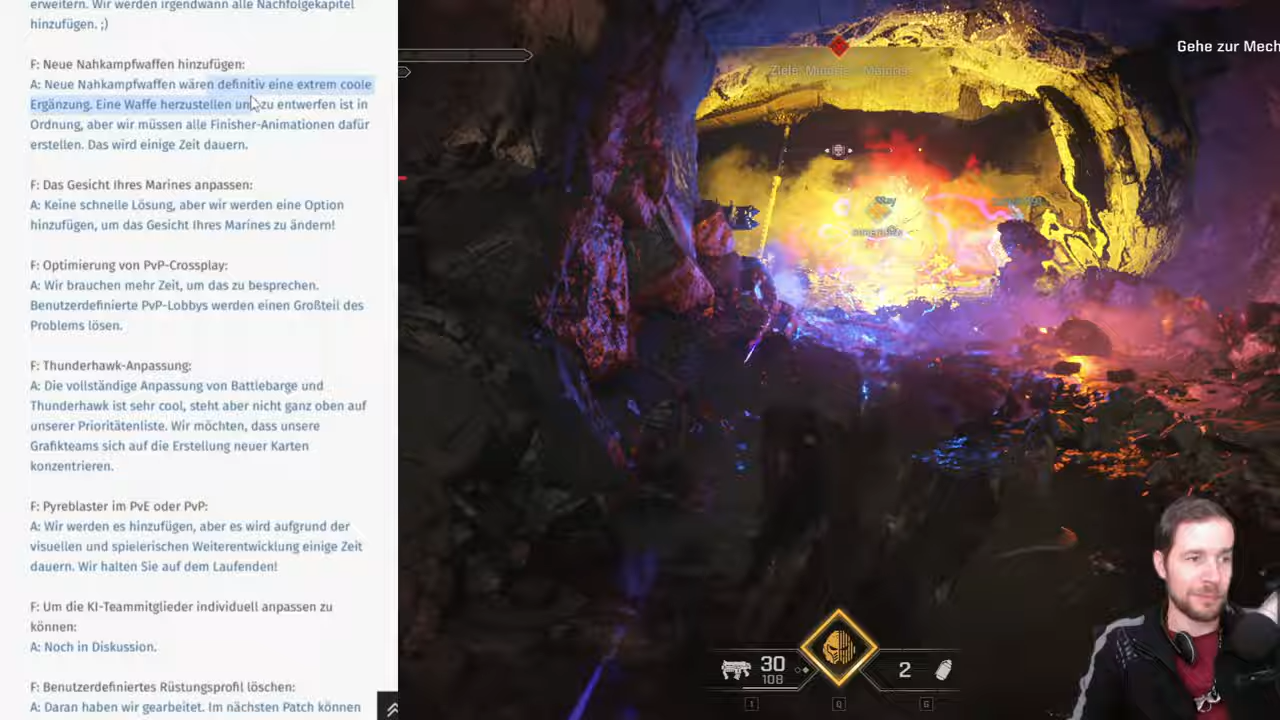 erweitern. Wir werden irgendwann alle Nachfolgekapitel
hinzufügen. ;)
F: Neue Nahkampfwaffen hinzufügen:
A: Neue Nahkampfwaffen wären definitiv eine extrem coole
Ergänzung. Eine Waffe herzustellen und zu entwerfen ist in
Ordnung, aber wir müssen alle Finisher-Animationen dafür
erstellen. Das wird einige Zeit dauern.
F: Das Gesicht Ihres Marines anpassen:
A: Keine schnelle Lösung, aber wir werden eine Option
hinzufügen, um das Gesicht Ihres Marines zu ändern!
F: Optimierung von PvP-Crossplay:
A: Wir brauchen mehr Zeit, um das zu besprechen.
Benutzerdefinierte PvP-Lobbys werden einen Großteil des
Problems lösen.
F: Thunderhawk-Anpassung:
A: Die vollständige Anpassung von Battlebarge und
Thunderhawk ist sehr cool, steht aber nicht ganz oben auf
unserer Prioritätenliste. Wir möchten, dass unsere
Grafikteams sich auf die Erstellung neuer Karten
konzentrieren.
F: Pyreblaster im PvE oder PvP:
A: Wir werden es hinzufügen, aber es wird aufgrund der
visuellen und spielerischen Weiterentwicklung einige Zeit
dauern. Wir halten Sie auf dem Laufenden!
F: Um die KI-Teammitglieder individuell anpassen zu
können:
A: Noch in Diskussion.
F: Benutzerdefiniertes Rüstungsprofil löschen:
A: Daran haben wir gearbeitet. Im nächsten Patch können
Gehe zur Mech
30
108
2
1
Q
G